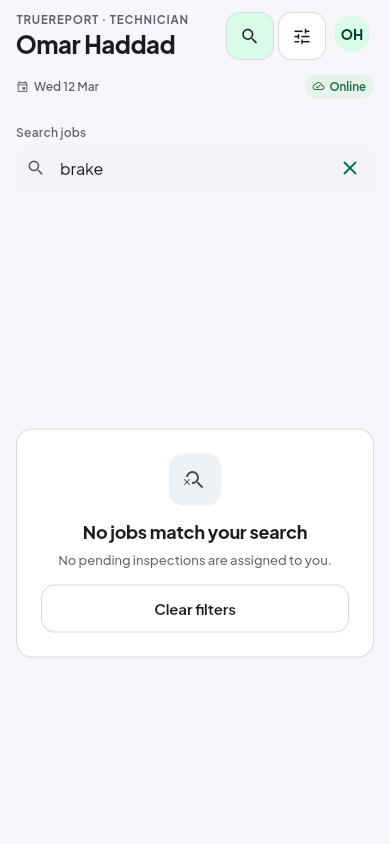 TRUEREPORT · TECHNICIAN
Omar Haddad
OH
Wed 12 Mar
Online
Search jobs
brake
No jobs match your search
No pending inspections are assigned to you.
Clear filters